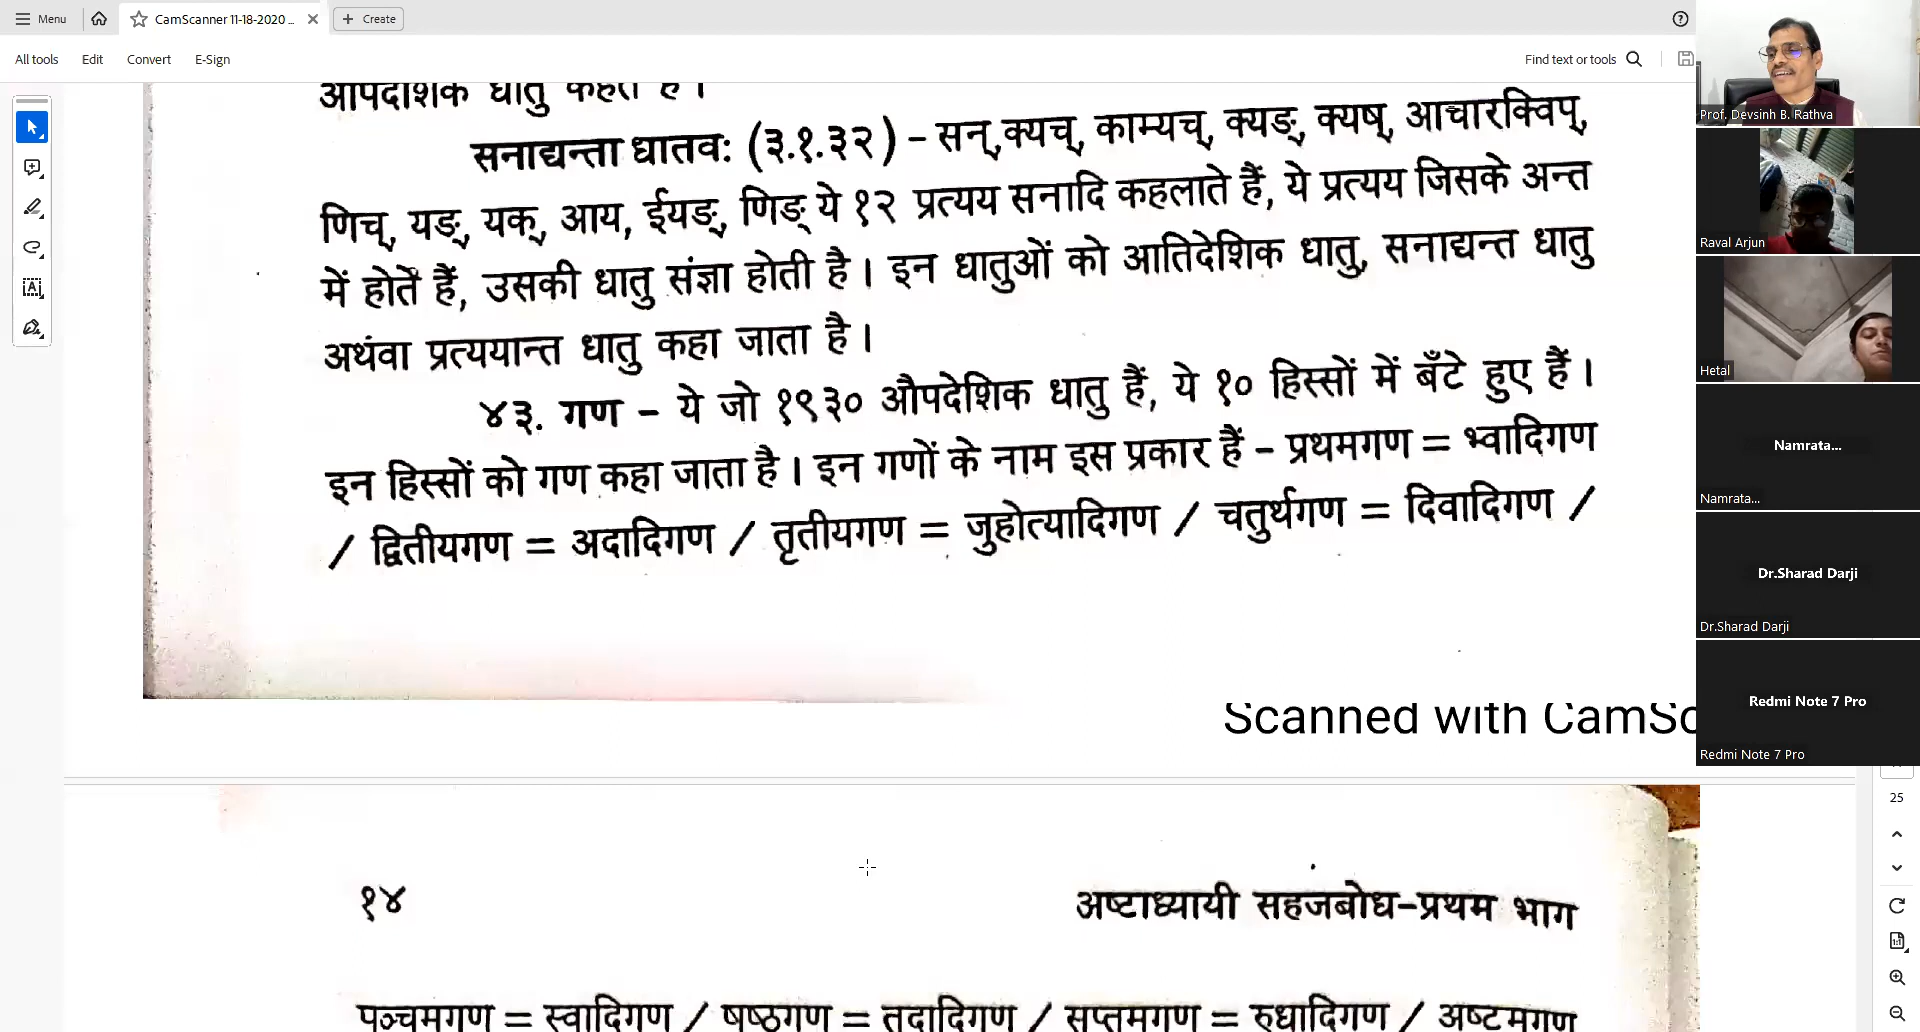 Menu
CamScanner 11-18-2020 ...
Create
All tools
Edit
Convert
E-Sign
Find text or tools
औपदेशिक धातु कहते हैं।
सनाद्यन्ता धातवः (३.१.३२) – सन्, क्यच्, काम्यच्, क्यङ्, क्यष्, आचारक्विप्,
णिच्, यङ्, यक्, आय, ईयङ्, णिङ् ये १२ प्रत्यय सनादि कहलाते हैं, ये प्रत्यय जिसके अन्त
में होते हैं, उसकी धातु संज्ञा होती है। इन धातुओं को आतिदेशिक धातु, सनाद्यन्त धातु
अथवा प्रत्ययान्त धातु कहा जाता है।
४३. गण – ये जो १९३० औपदेशिक धातु हैं, ये १० हिस्सों में बँटे हुए हैं।
इन हिस्सों को गण कहा जाता है। इन गणों के नाम इस प्रकार हैं – प्रथमगण = भ्वादिगण
/ द्वितीयगण = अदादिगण / तृतीयगण = जुहोत्यादिगण / चतुर्थगण = दिवादिगण /
Scanned with CamSc
१४
अष्टाध्यायी सहजबोध-प्रथम भाग
पञ्चमगण = स्वादिगण / षष्ठगण = तुदादिगण / सप्तमगण = रुधादिगण / अष्टमगण
Prof. Devsinh B. Rathva
Raval Arjun
Hetal
Namrata...
Namrata...
Dr.Sharad Darji
Dr.Sharad Darji
Redmi Note 7 Pro
Redmi Note 7 Pro
25